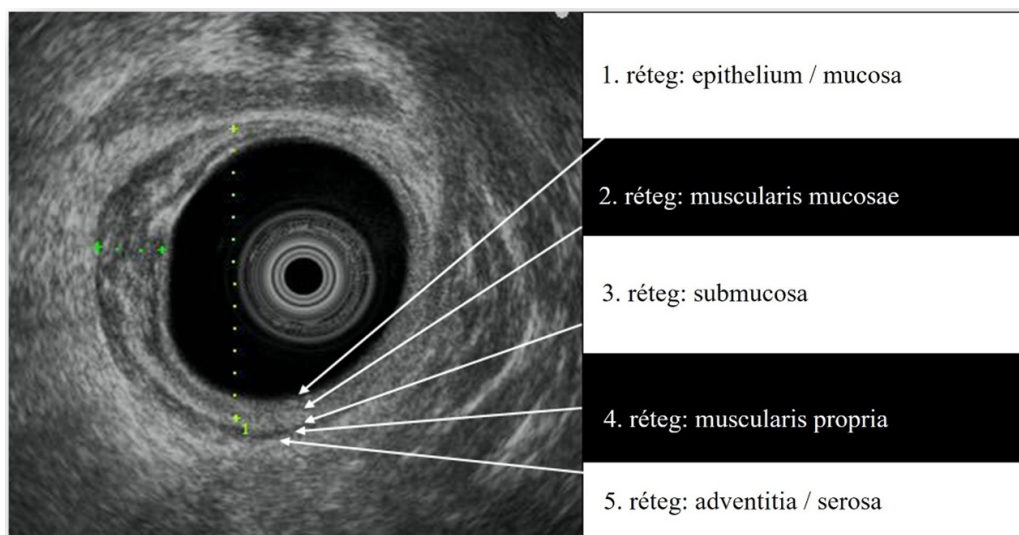 1. réteg: epithelium / mucosa
2. réteg: muscularis mucosae
3. réteg: submucosa
4. réteg: muscularis propria
5. réteg: adventitia / serosa
1